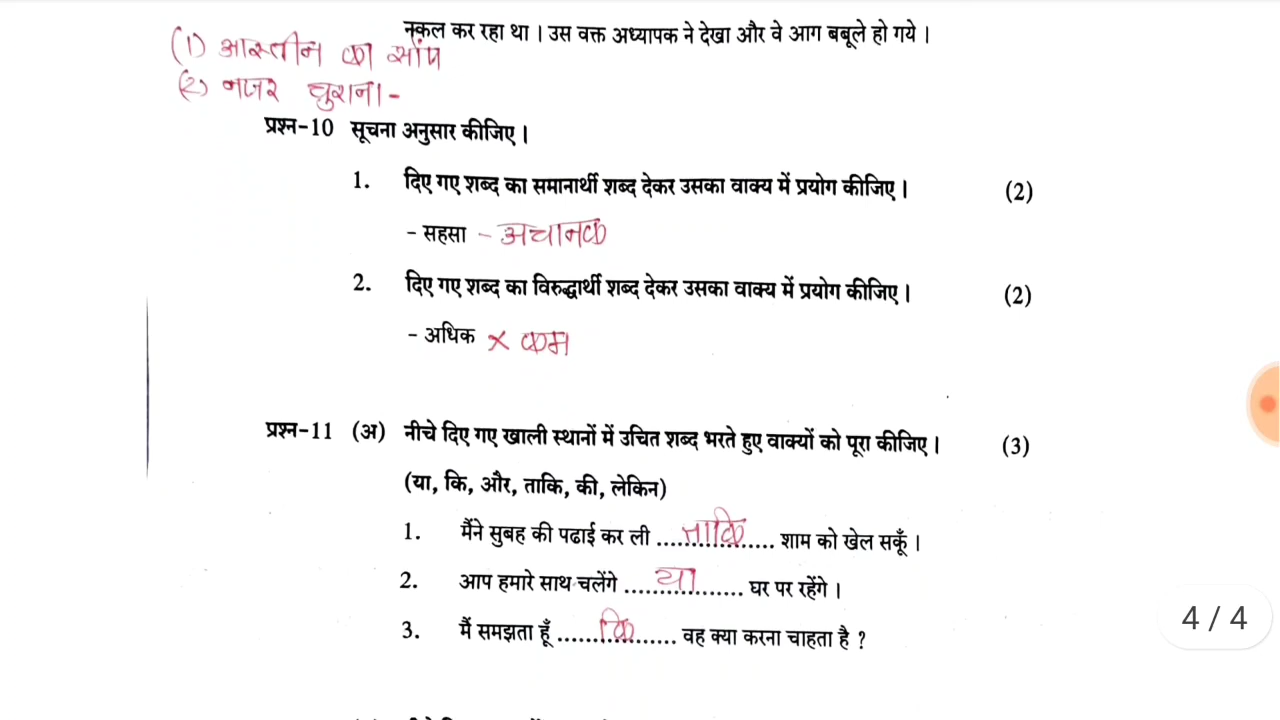 नकल कर रहा था । उस वक्त अध्यापक ने देखा और वे आग बबूले हो गये ।
(1) आस्तीन का साँप
(2) नजर चुराना -
प्रश्न-10 सूचना अनुसार कीजिए ।
1. दिए गए शब्द का समानार्थी शब्द देकर उसका वाक्य में प्रयोग कीजिए । (2)
- सहसा - अचानक
2. दिए गए शब्द का विरुद्धार्थी शब्द देकर उसका वाक्य में प्रयोग कीजिए । (2)
- अधिक × कम
प्रश्न-11 (अ) नीचे दिए गए खाली स्थानों में उचित शब्द भरते हुए वाक्यों को पूरा कीजिए । (3)
(या, कि, और, ताकि, की, लेकिन)
1. मैंने सुबह की पढाई कर ली ......ताकि...... शाम को खेल सकूँ ।
2. आप हमारे साथ चलेंगे ......या...... घर पर रहेंगे ।
3. मैं समझता हूँ ......कि...... वह क्या करना चाहता है ?
4 / 4